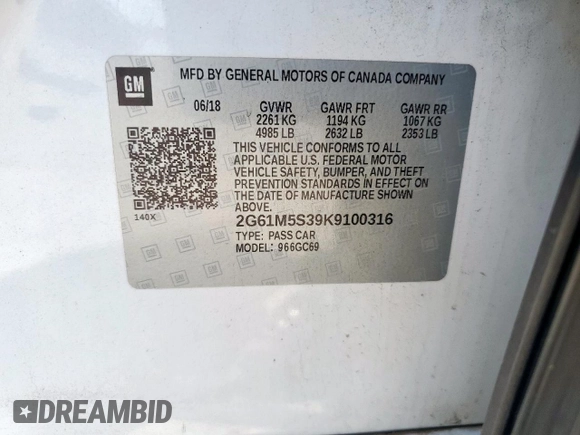 GM
MFD BY GENERAL MOTORS OF CANADA COMPANY
06/18 GVWR GAWR FRT GAWR RR
2261 KG 1194 KG 1067 KG
4985 LB 2632 LB 2353 LB
THIS VEHICLE CONFORMS TO ALL
APPLICABLE U.S. FEDERAL MOTOR
VEHICLE SAFETY, BUMPER, AND THEFT
PREVENTION STANDARDS IN EFFECT ON
THE DATE OF MANUFACTURE SHOWN
ABOVE.
140X
2G61M5S39K9100316
TYPE: PASS CAR
MODEL: 966GC69
DREAMBID